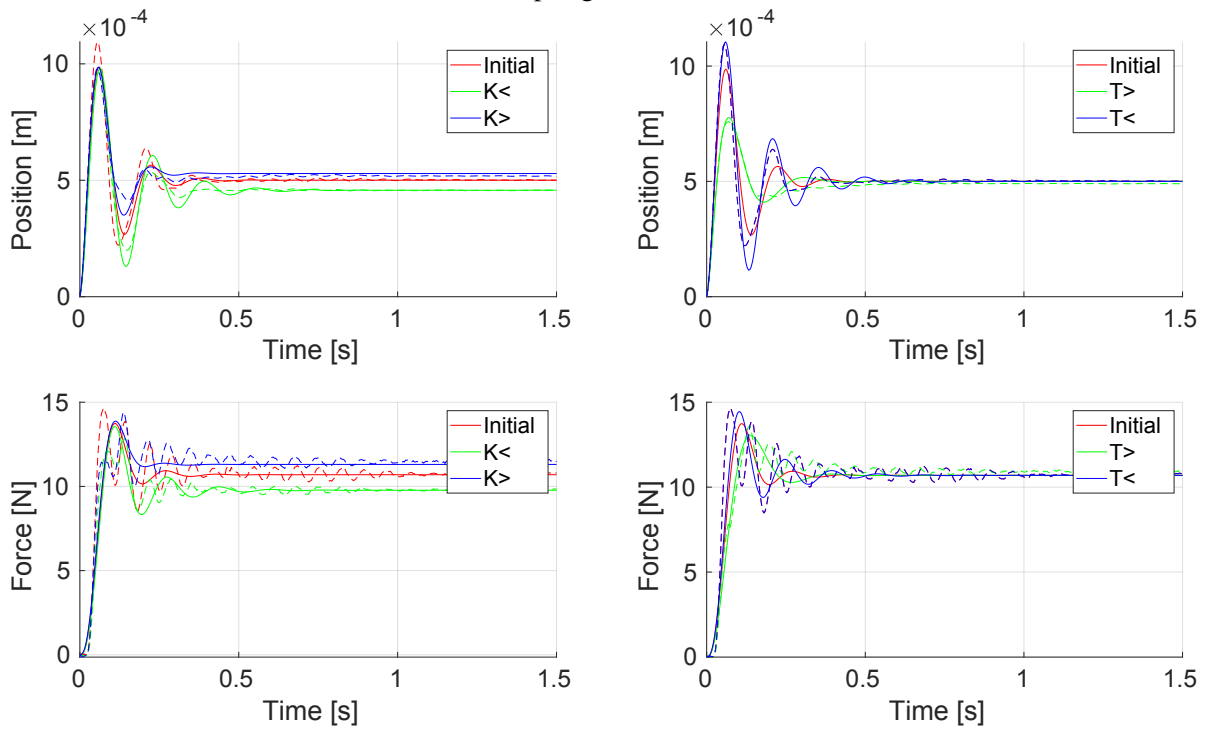 ×10⁻⁴
Position [m]
10
5
0
0
0.5
1
1.5
Time [s]
Initial
K<
K>
×10⁻⁴
Position [m]
10
5
0
0
0.5
1
1.5
Time [s]
Initial
T>
T<
Force [N]
15
10
5
0
0
0.5
1
1.5
Time [s]
Initial
K<
K>
Force [N]
15
10
5
0
0
0.5
1
1.5
Time [s]
Initial
T>
T<